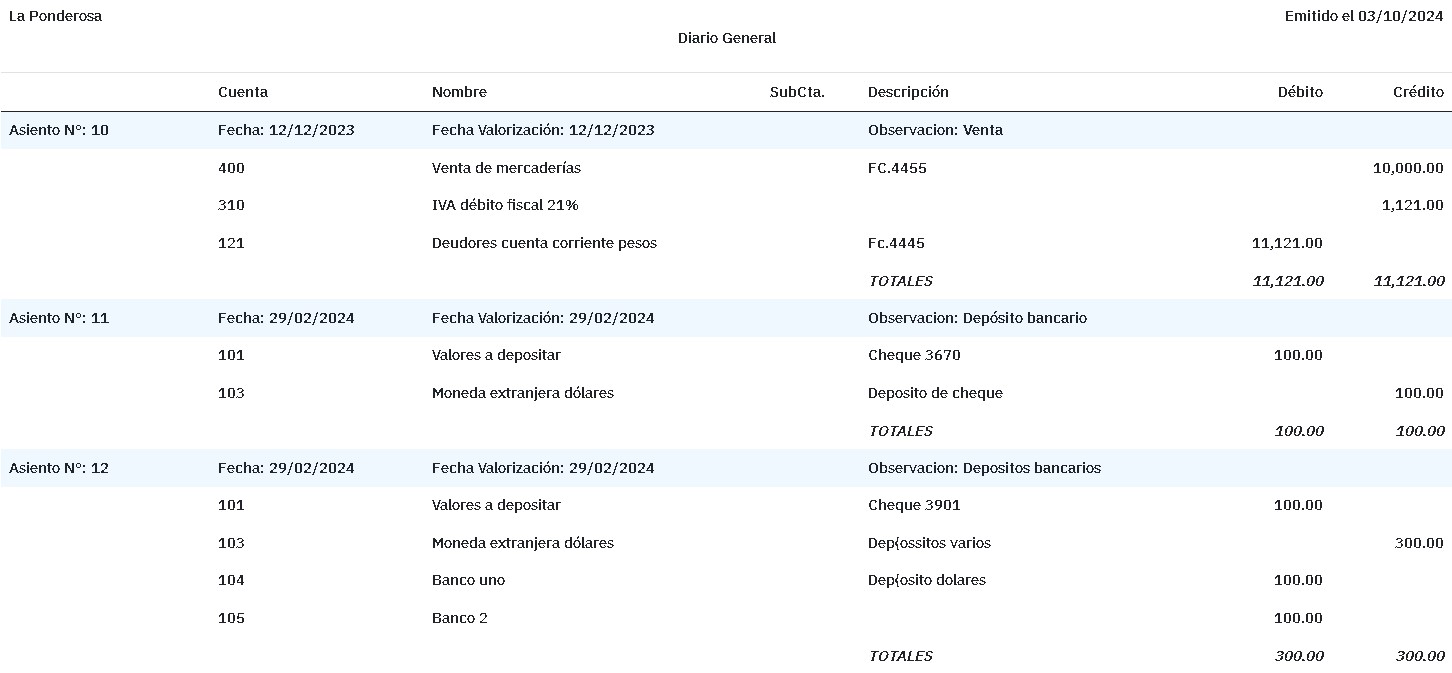 La Ponderosa Emitido el 03/10/2024
Diario General
Cuenta Nombre SubCta. Descripción Débito Crédito
Asiento N°: 10 Fecha: 12/12/2023 Fecha Valorización: 12/12/2023 Observacion: Venta
400 Venta de mercaderías FC.4455 10,000.00
310 IVA débito fiscal 21% 1,121.00
121 Deudores cuenta corriente pesos Fc.4445 11,121.00
TOTALES 11,121.00 11,121.00
Asiento N°: 11 Fecha: 29/02/2024 Fecha Valorización: 29/02/2024 Observacion: Depósito bancario
101 Valores a depositar Cheque 3670 100.00
103 Moneda extranjera dólares Deposito de cheque 100.00
TOTALES 100.00 100.00
Asiento N°: 12 Fecha: 29/02/2024 Fecha Valorización: 29/02/2024 Observacion: Depositos bancarios
101 Valores a depositar Cheque 3901 100.00
103 Moneda extranjera dólares Dep{ossitos varios 300.00
104 Banco uno Dep{osito dolares 100.00
105 Banco 2 100.00
TOTALES 300.00 300.00